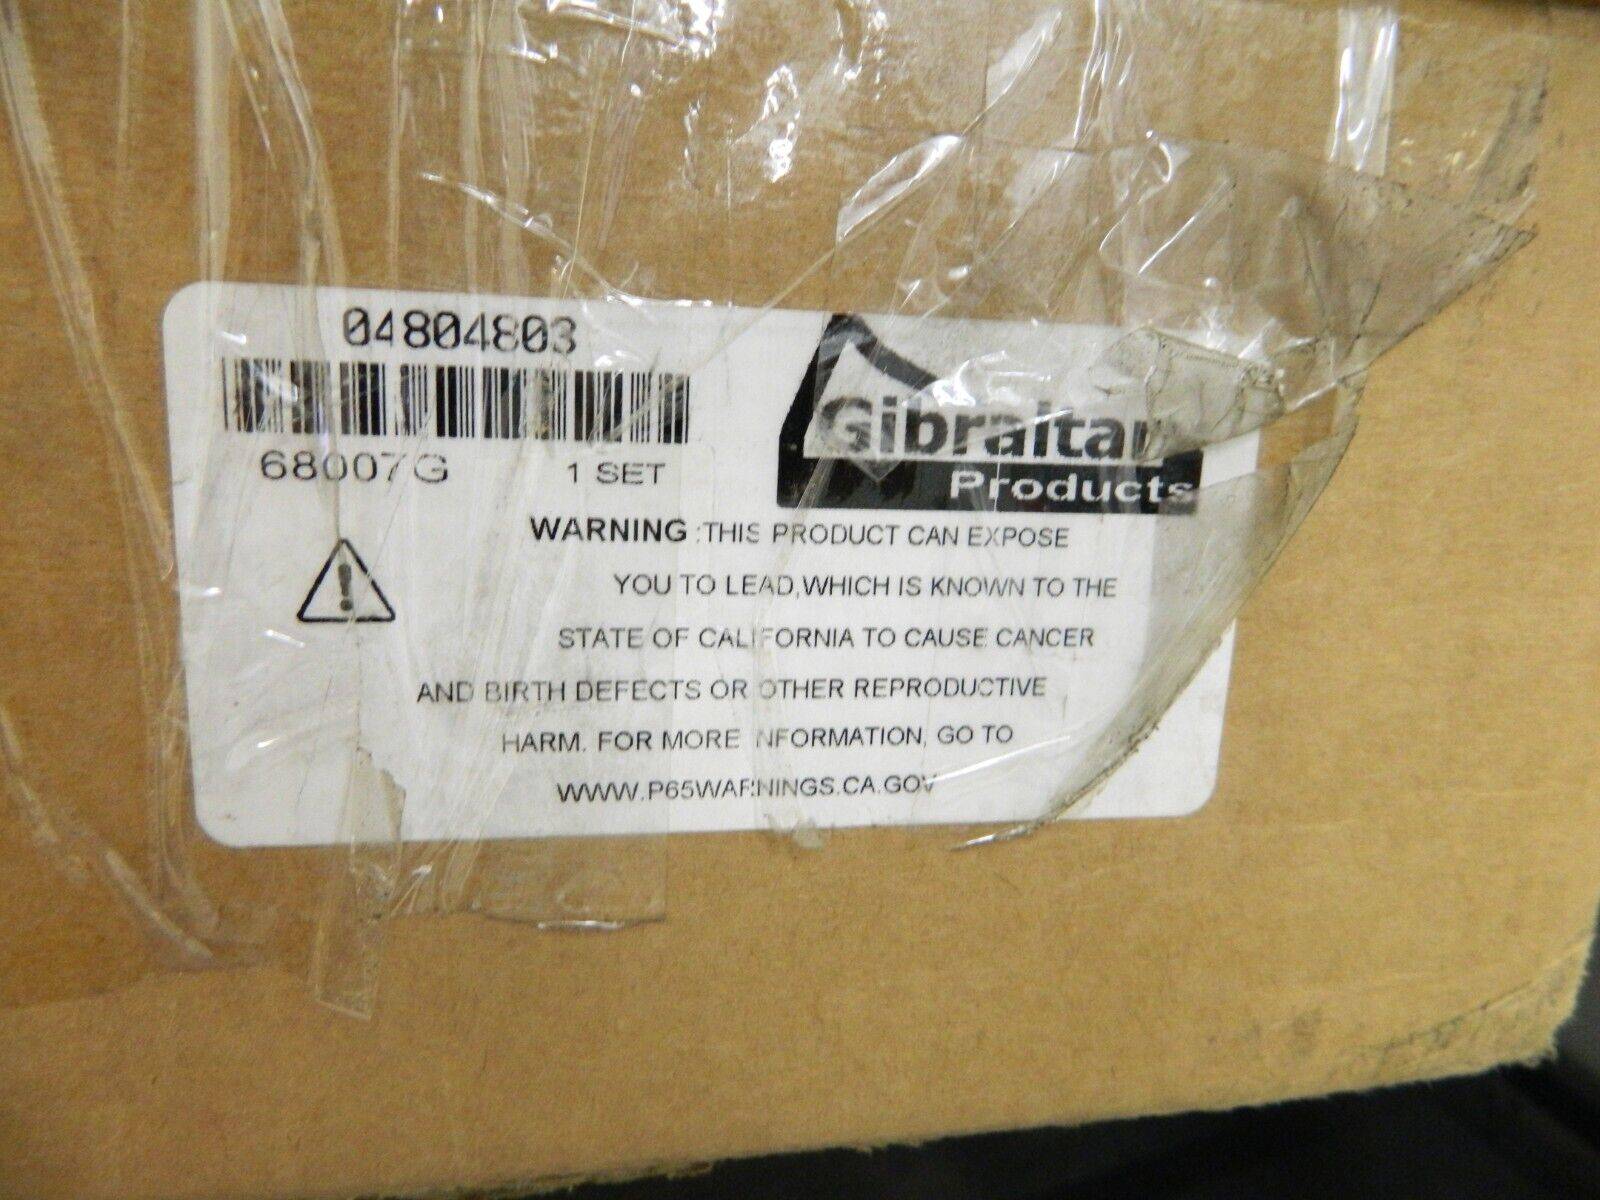 04804803
68007G 1 SET
Gibraltar
Products
WARNING :THIS PRODUCT CAN EXPOSE
YOU TO LEAD,WHICH IS KNOWN TO THE
STATE OF CALIFORNIA TO CAUSE CANCER
AND BIRTH DEFECTS OR OTHER REPRODUCTIVE
HARM. FOR MORE INFORMATION, GO TO
WWW.P65WARNINGS.CA.GOV